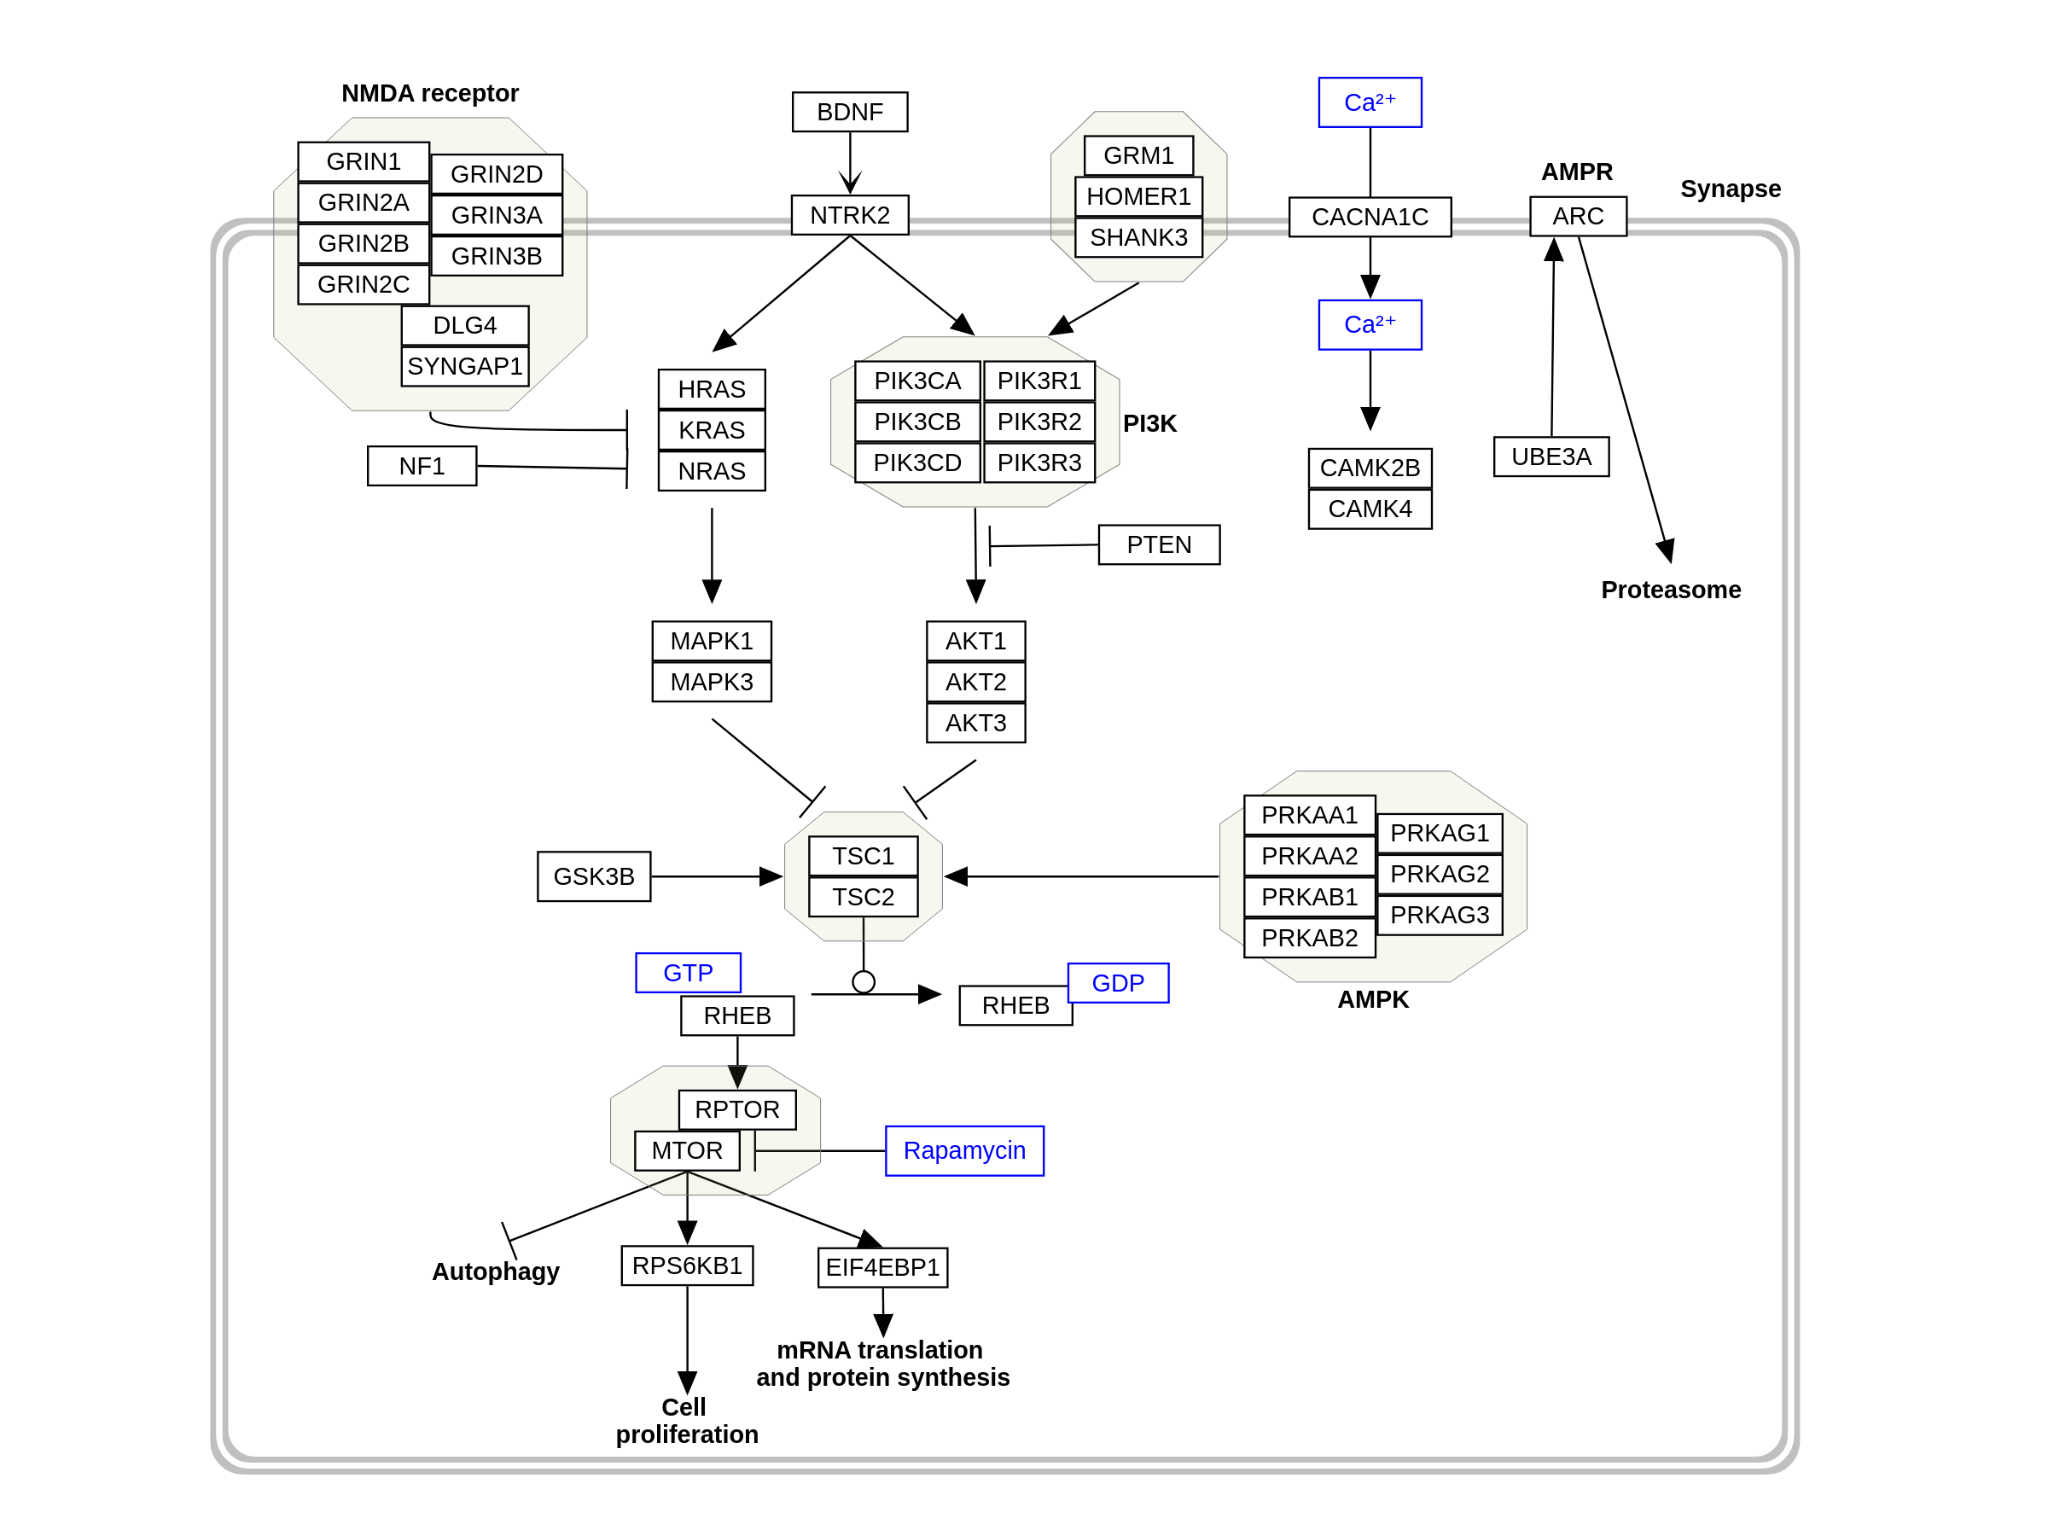 NMDA receptor
GRIN1
GRIN2A
GRIN2B
GRIN2C
GRIN2D
GRIN3A
GRIN3B
DLG4
SYNGAP1
NF1
BDNF
NTRK2
HRAS
KRAS
NRAS
GRM1
HOMER1
SHANK3
PIK3CA
PIK3CB
PIK3CD
PIK3R1
PIK3R2
PIK3R3
PI3K
PTEN
Ca²⁺
CACNA1C
Ca²⁺
CAMK2B
CAMK4
AMPR
ARC
Synapse
UBE3A
Proteasome
MAPK1
MAPK3
AKT1
AKT2
AKT3
GSK3B
TSC1
TSC2
PRKAA1
PRKAA2
PRKAB1
PRKAB2
PRKAG1
PRKAG2
PRKAG3
AMPK
GTP
RHEB
RHEB
GDP
RPTOR
MTOR
Rapamycin
Autophagy
RPS6KB1
EIF4EBP1
mRNA translation
and protein synthesis
Cell
proliferation